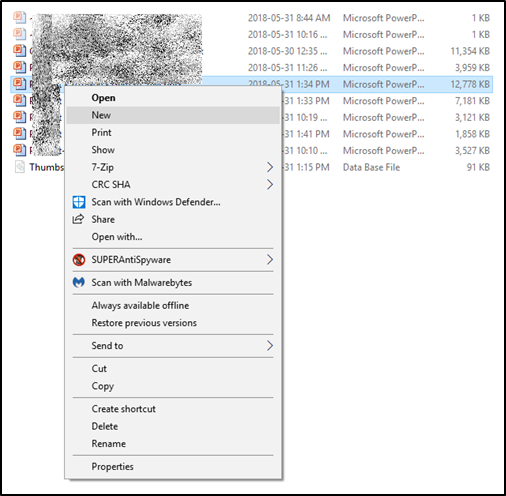 2018-05-31 8:44 AM Microsoft PowerP... 1 KB
2018-05-31 10:16 ... Microsoft PowerP... 1 KB
2018-05-30 12:35 ... Microsoft PowerP... 11,354 KB
2018-05-31 11:26 ... Microsoft PowerP... 3,959 KB
2018-05-31 1:34 PM Microsoft PowerP... 12,778 KB
05-31 1:33 PM Microsoft PowerP... 7,181 KB
05-31 10:19 ... Microsoft PowerP... 3,121 KB
05-31 1:41 PM Microsoft PowerP... 1,858 KB
05-31 10:10 ... Microsoft PowerP... 3,527 KB
Thumbs 05-31 1:15 PM Data Base File 91 KB
Open
New
Print
Show
7-Zip
CRC SHA
Scan with Windows Defender...
Share
Open with...
SUPERAntiSpyware
Scan with Malwarebytes
Always available offline
Restore previous versions
Send to
Cut
Copy
Create shortcut
Delete
Rename
Properties